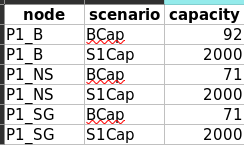 node scenario capacity
P1_B BCap 92
P1_B S1Cap 2000
P1_NS BCap 71
P1_NS S1Cap 2000
P1_SG BCap 71
P1_SG S1Cap 2000